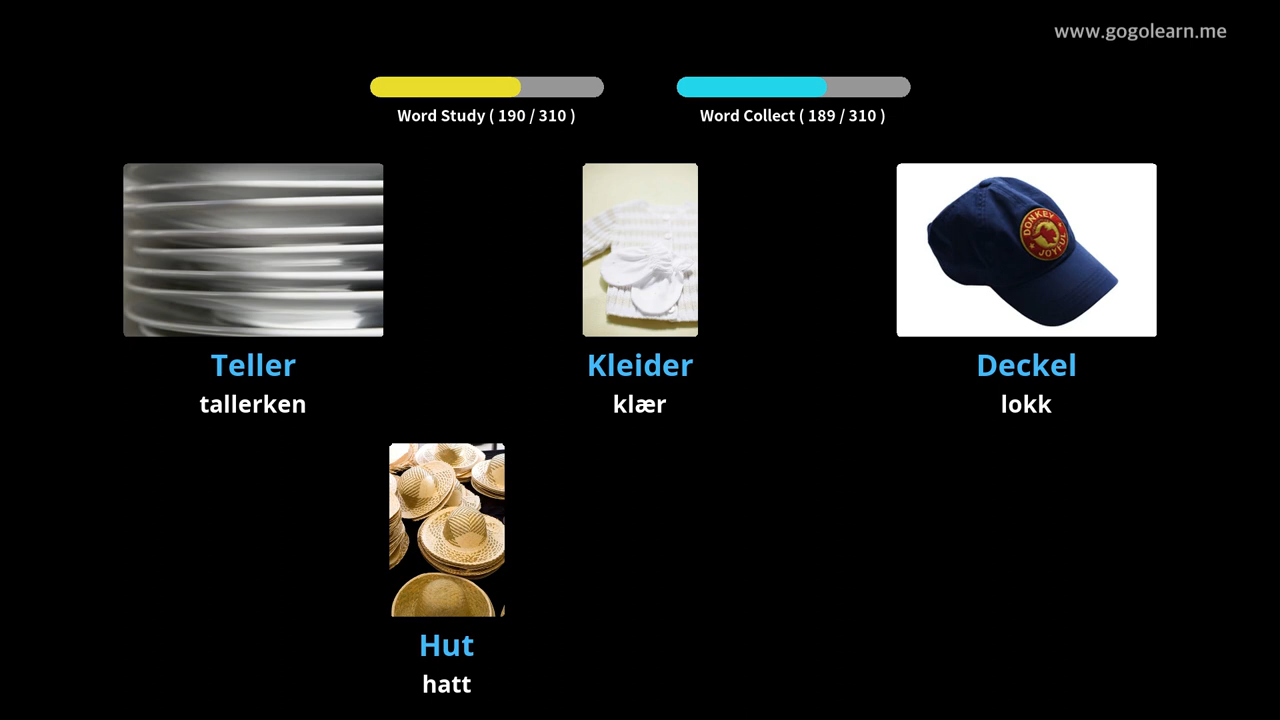 www.gogolearn.me
Word Study ( 190 / 310 )
Word Collect ( 189 / 310 )
DONKEY
JOYFUL
Teller
Kleider
Deckel
tallerken
klær
lokk
Hut
hatt